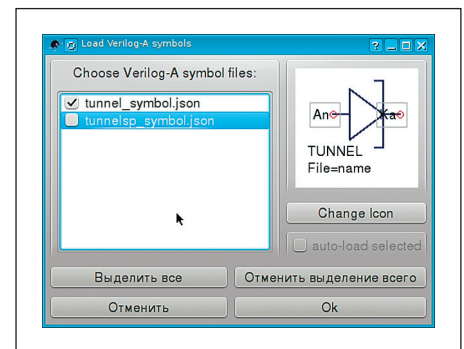 Load Verilog-A symbols
Choose Verilog-A symbol files:
tunnel_symbol.json
tunnelsp_symbol.json
An
Ka
TUNNEL
File=name
Change Icon
auto-load selected
Выделить все
Отменить выделение всего
Отменить
Ok